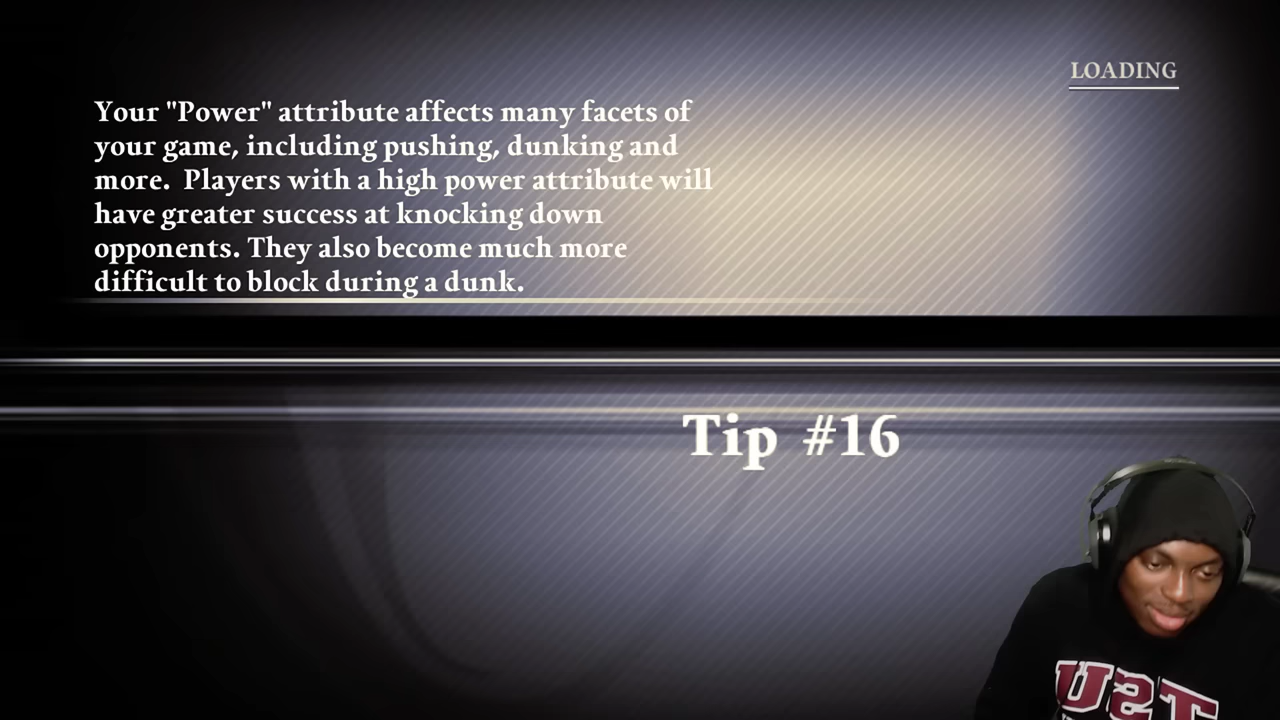 LOADING
Your "Power" attribute affects many facets of
your game, including pushing, dunking and
more.  Players with a high power attribute will
have greater success at knocking down
opponents. They also become much more
difficult to block during a dunk.
Tip #16
UST